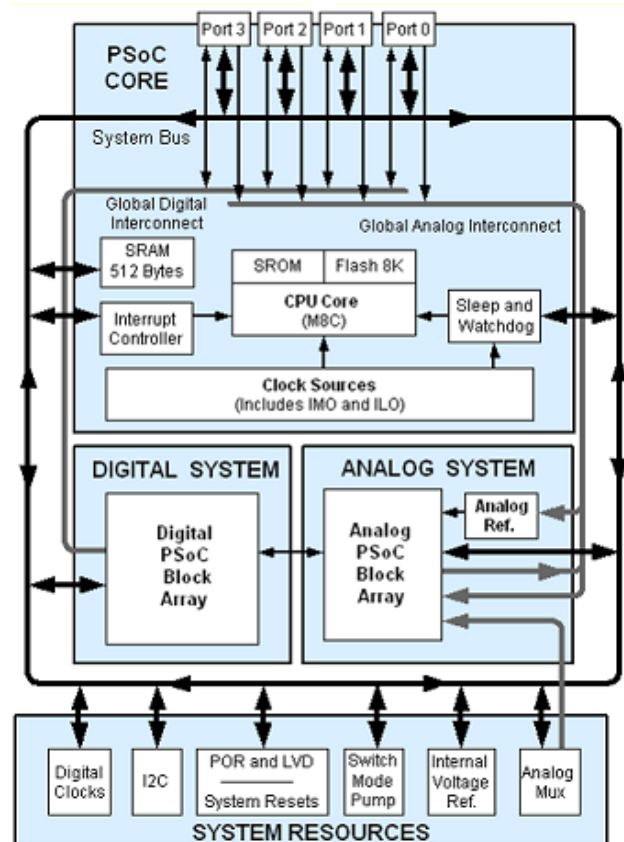 Port 3
Port 2
Port 1
Port 0
PSoC
CORE
System Bus
Global Digital
Interconnect
Global Analog Interconnect
SRAM
512 Bytes
SROM
Flash 8K
CPU Core
(M8C)
Interrupt
Controller
Sleep and
Watchdog
Clock Sources
(Includes IMO and ILO)
DIGITAL SYSTEM
ANALOG SYSTEM
Digital
PSoC
Block
Array
Analog
PSoC
Block
Array
Analog
Ref.
Digital
Clocks
I2C
POR and LVD
System Resets
Switch
Mode
Pump
Internal
Voltage
Ref.
Analog
Mux
SYSTEM RESOURCES